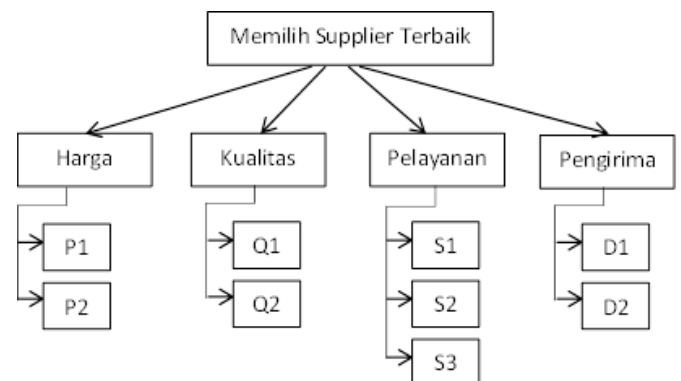 Memilih Supplier Terbaik
Harga
Kualitas
Pelayanan
Pengirima
P1
Q1
S1
D1
P2
Q2
S2
D2
S3